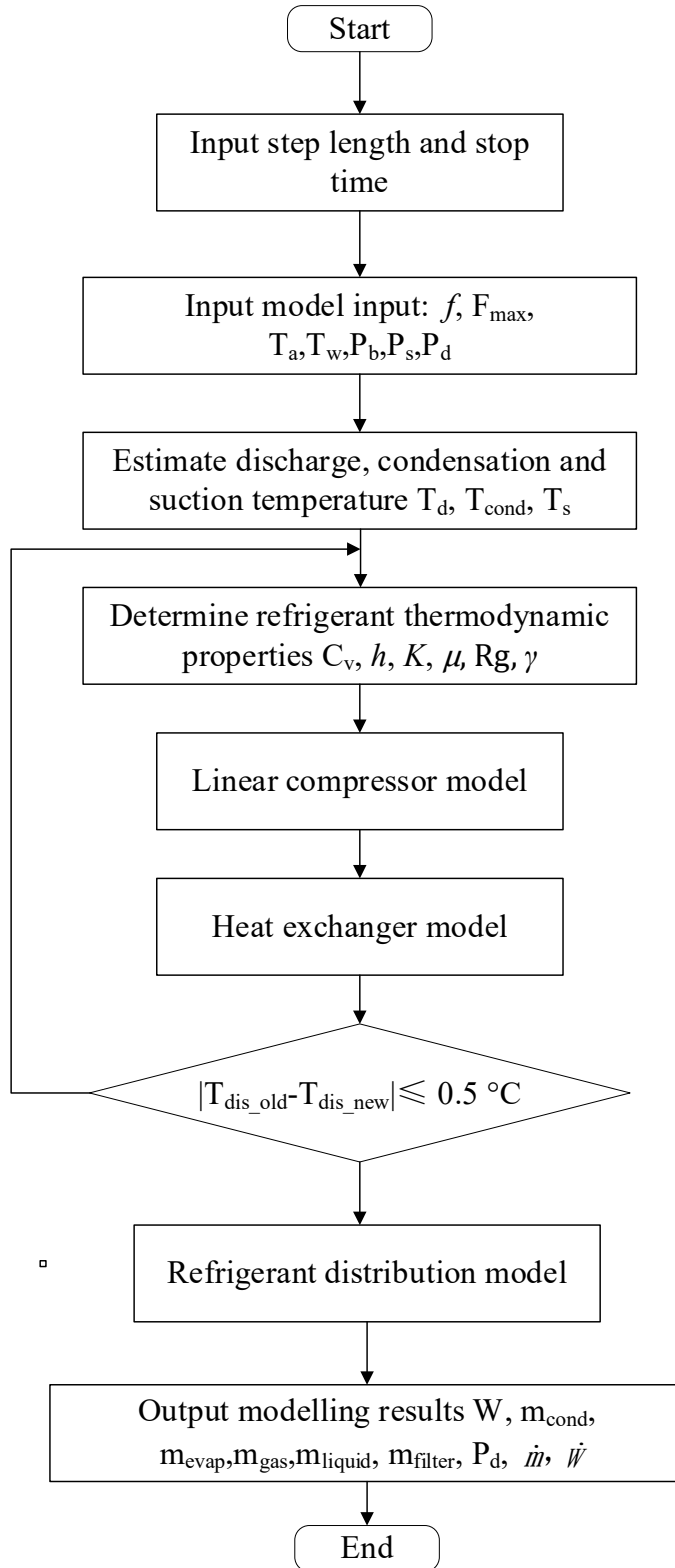 Start
Input step length and stop
time
Input model input: f, Fmax,
Ta,Tw,Pb,Ps,Pd
Estimate discharge, condensation and
suction temperature Td, Tcond, Ts
Determine refrigerant thermodynamic
properties Cv, h, K, μ, Rg, γ
Linear compressor model
Heat exchanger model
|Tdis_old-Tdis_new|≤ 0.5 °C
Refrigerant distribution model
Output modelling results W, mcond,
mevap,mgas,mliquid, mfilter, Pd, ṁ, Ẇ
End